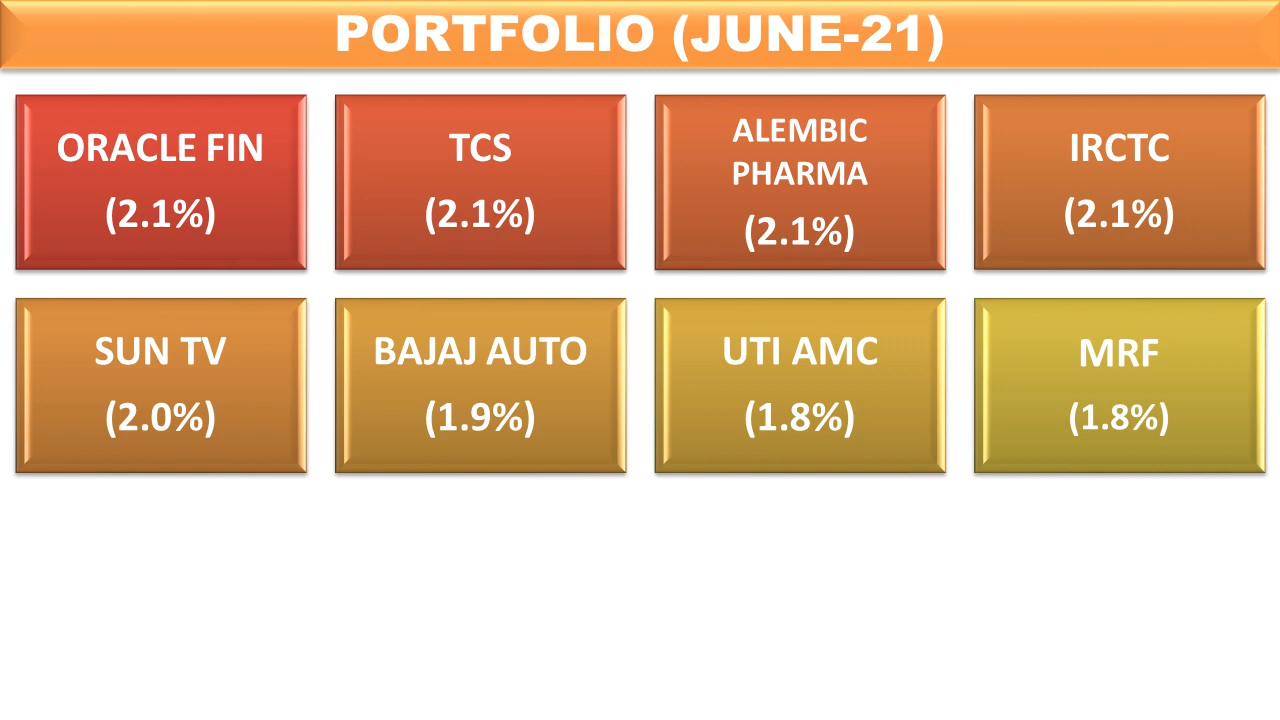 PORTFOLIO (JUNE-21)
ORACLE FIN
(2.1%)
TCS
(2.1%)
ALEMBIC
PHARMA
(2.1%)
IRCTC
(2.1%)
SUN TV
(2.0%)
BAJAJ AUTO
(1.9%)
UTI AMC
(1.8%)
MRF
(1.8%)